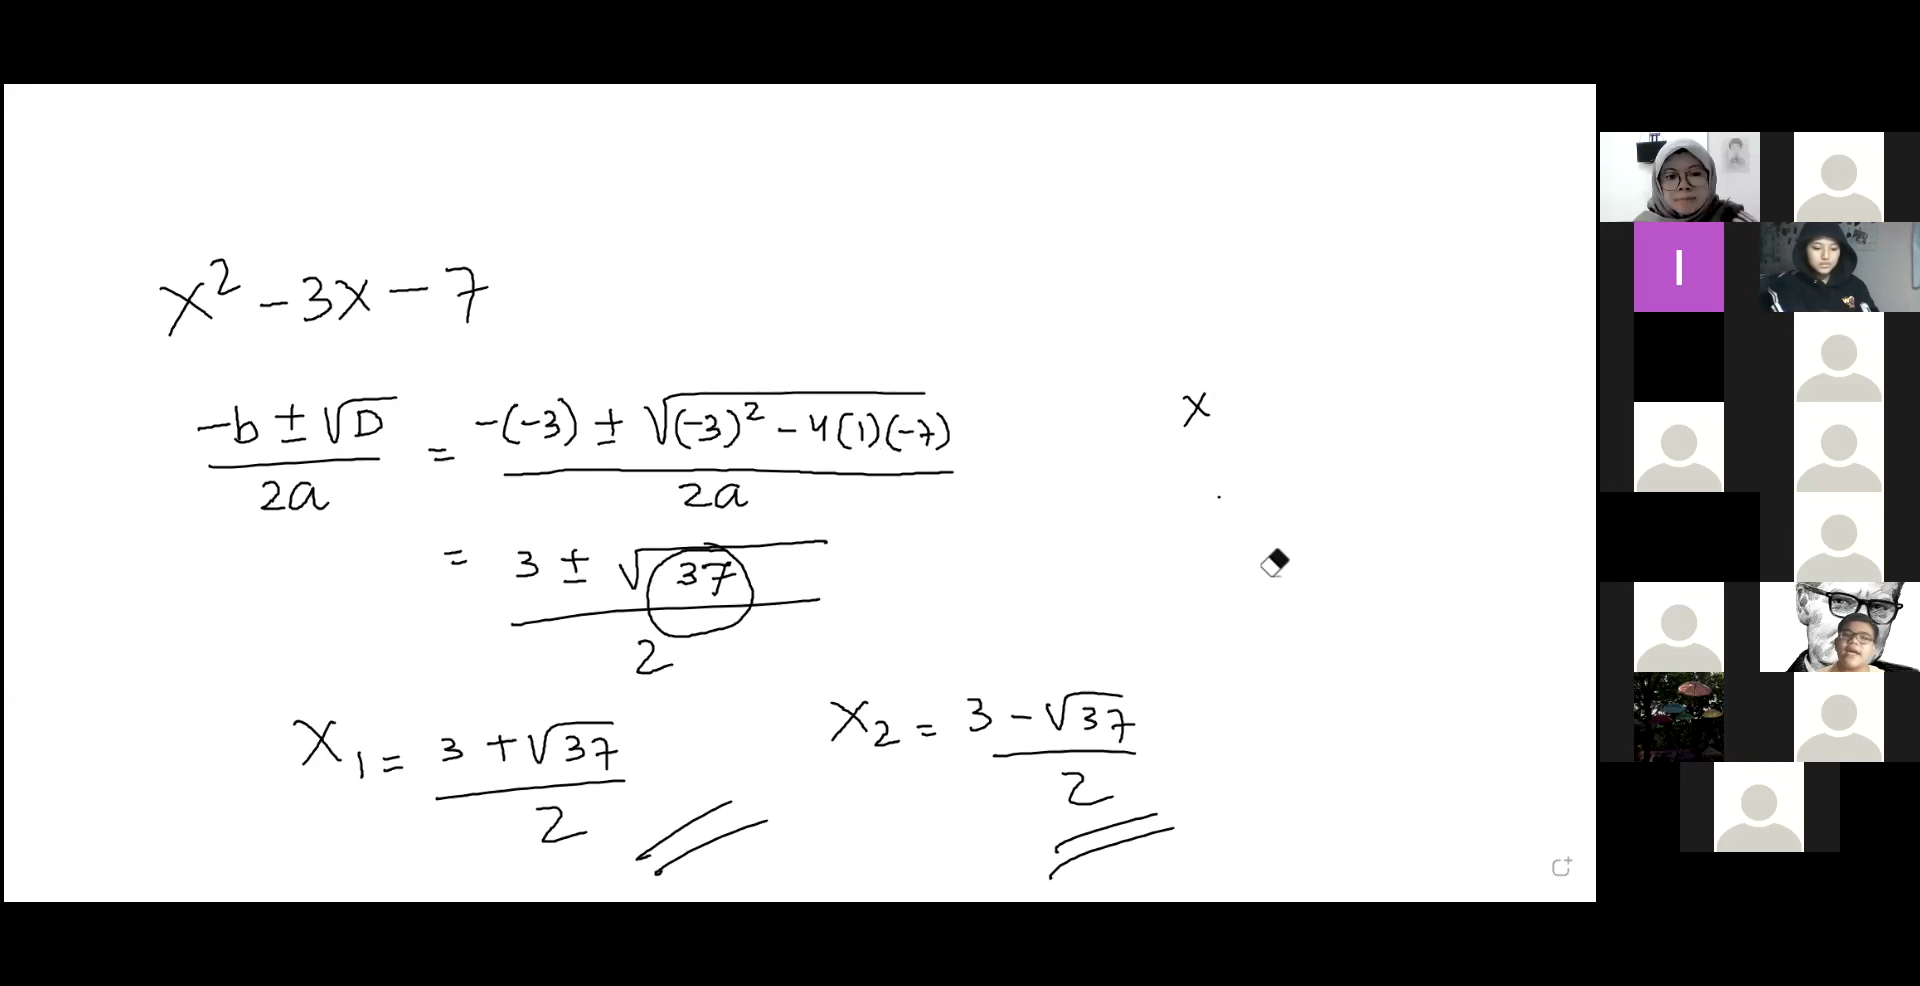 x² - 3x - 7
(-b ± √D)/2a = (-(-3) ± √((-3)² - 4(1)(-7)))/2a
x
= (3 ± √37)/2
x₁ = (3 + √37)/2
x₂ = (3 - √37)/2
I